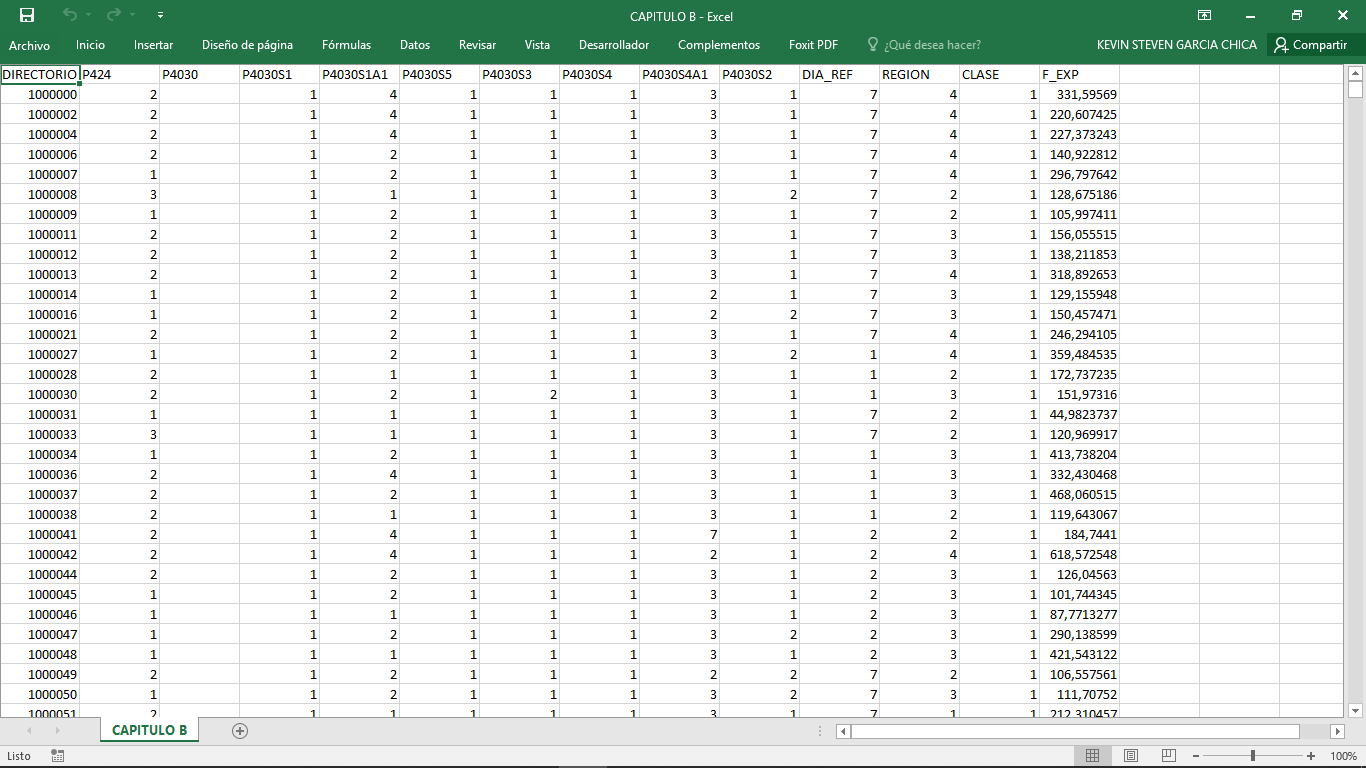 CAPITULO B - Excel
Archivo Inicio Insertar Diseño de página Fórmulas Datos Revisar Vista Desarrollador Complementos Foxit PDF ¿Qué desea hacer? KEVIN STEVEN GARCIA CHICA Compartir
DIRECTORIO P424 P4030 P4030S1 P4030S1A1 P4030S5 P4030S3 P4030S4 P4030S4A1 P4030S2 DIA_REF REGION CLASE F_EXP
1000000 2 1 4 1 1 1 3 1 7 4 1 331,59569
1000002 2 1 4 1 1 1 3 1 7 4 1 220,607425
1000004 2 1 4 1 1 1 3 1 7 4 1 227,373243
1000006 2 1 2 1 1 1 3 1 7 4 1 140,922812
1000007 1 1 2 1 1 1 3 1 7 4 1 296,797642
1000008 3 1 1 1 1 1 3 2 7 2 1 128,675186
1000009 1 1 2 1 1 1 3 1 7 2 1 105,997411
1000011 2 1 2 1 1 1 3 1 7 3 1 156,055515
1000012 2 1 2 1 1 1 3 1 7 3 1 138,211853
1000013 2 1 2 1 1 1 3 1 7 4 1 318,892653
1000014 1 1 2 1 1 1 2 1 7 3 1 129,155948
1000016 1 1 2 1 1 1 2 2 7 3 1 150,457471
1000021 2 1 2 1 1 1 3 1 7 4 1 246,294105
1000027 1 1 2 1 1 1 3 2 1 4 1 359,484535
1000028 2 1 1 1 1 1 3 1 1 2 1 172,737235
1000030 2 1 2 1 2 1 3 1 1 3 1 151,97316
1000031 1 1 1 1 1 1 3 1 7 2 1 44,9823737
1000033 3 1 1 1 1 1 3 1 7 2 1 120,969917
1000034 1 1 2 1 1 1 3 1 1 3 1 413,738204
1000036 2 1 4 1 1 1 3 1 1 3 1 332,430468
1000037 2 1 2 1 1 1 3 1 1 3 1 468,060515
1000038 2 1 1 1 1 1 3 1 1 2 1 119,643067
1000041 2 1 4 1 1 1 7 1 2 2 1 184,7441
1000042 2 1 4 1 1 1 2 1 2 4 1 618,572548
1000044 2 1 2 1 1 1 3 1 2 3 1 126,04563
1000045 1 1 2 1 1 1 3 1 2 3 1 101,744345
1000046 1 1 1 1 1 1 3 1 2 3 1 87,7713277
1000047 1 1 2 1 1 1 3 2 2 3 1 290,138599
1000048 1 1 1 1 1 1 3 1 2 3 1 421,543122
1000049 2 1 2 1 1 1 2 2 7 2 1 106,557561
1000050 1 1 2 1 1 1 3 2 7 3 1 111,70752
1000051 2 1 1 1 1 1 3 1 7 1 1 212,310457
CAPITULO B
Listo 100%